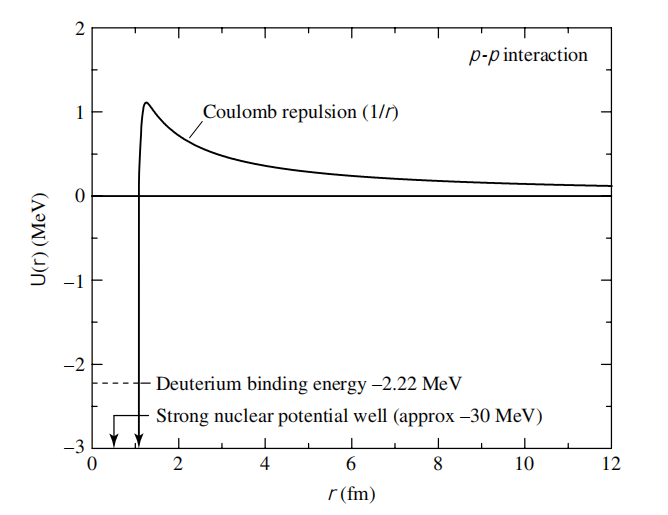 2
p-p interaction
Coulomb repulsion (1/r)
1
0
U(r) (MeV)
−1
−2
Deuterium binding energy −2.22 MeV
Strong nuclear potential well (approx −30 MeV)
−3
0 2 4 6 8 10 12
r (fm)